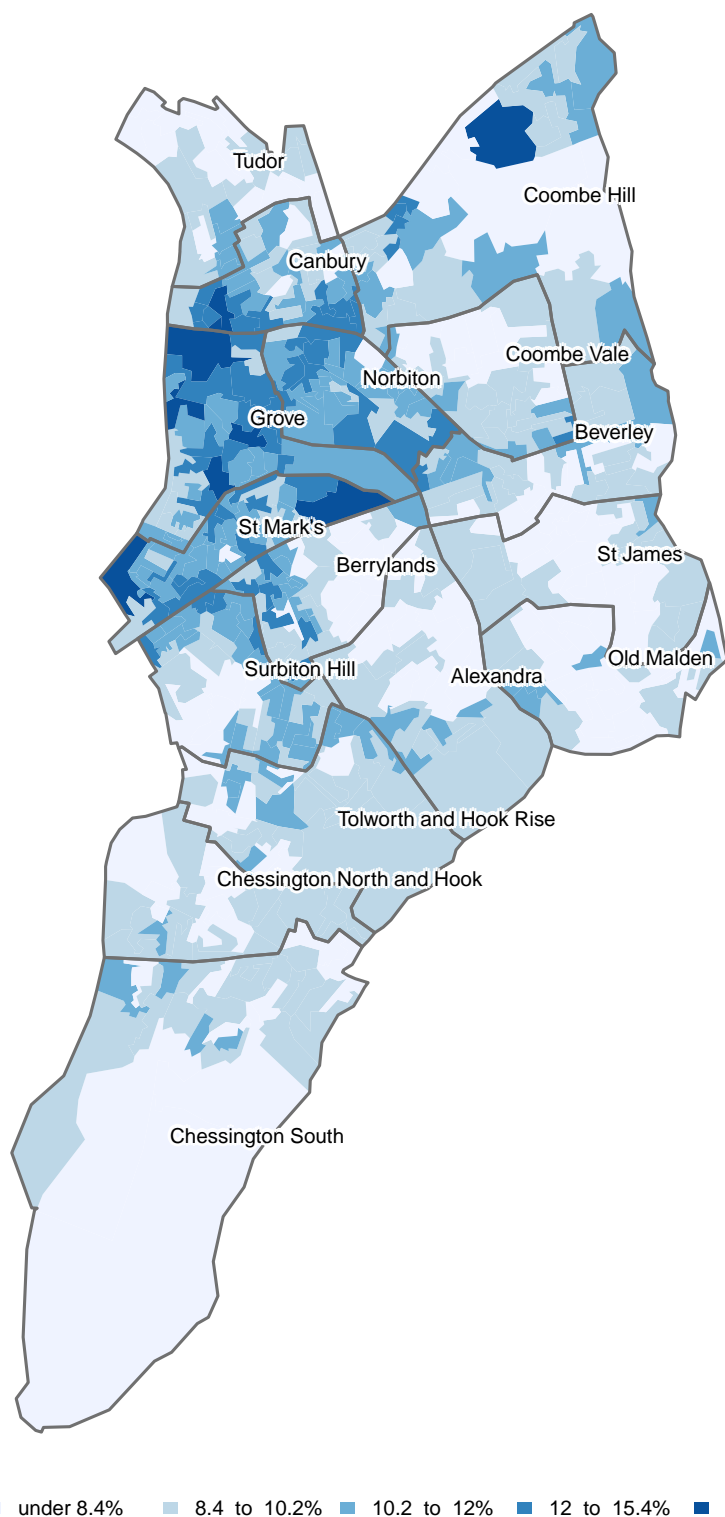 Tudor
Coombe Hill
Canbury
Coombe Vale
Norbiton
Grove
Beverley
St Mark's
St James
Berrylands
Old Malden
Surbiton Hill
Alexandra
Tolworth and Hook Rise
Chessington North and Hook
Chessington South
under 8.4% 8.4 to 10.2% 10.2 to 12% 12 to 15.4%